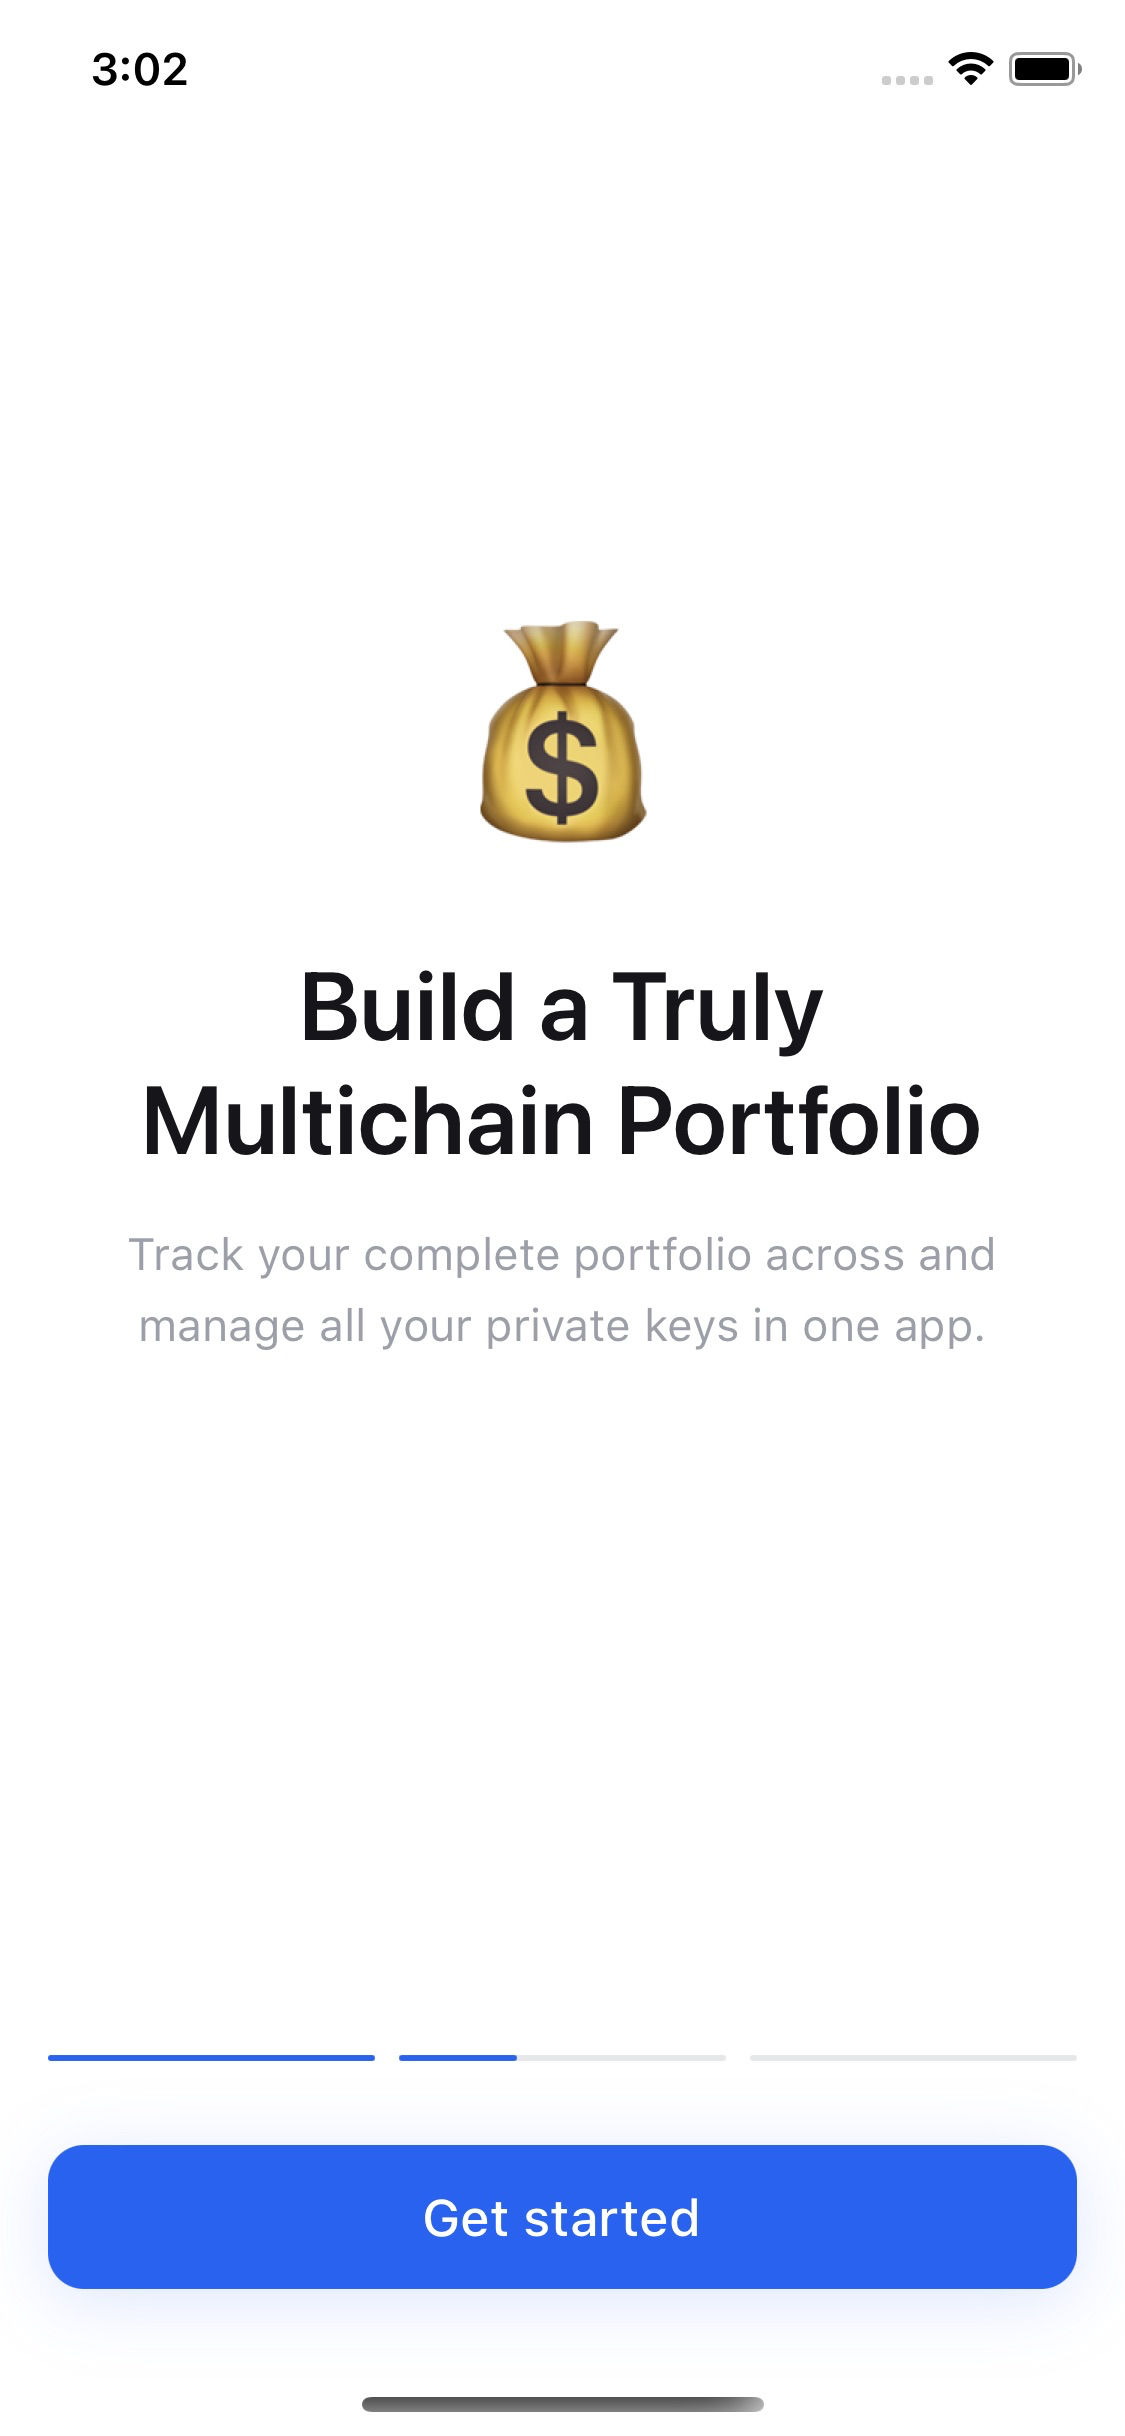 3:02
$
Build a Truly
Multichain Portfolio
Track your complete portfolio across and
manage all your private keys in one app.
Get started